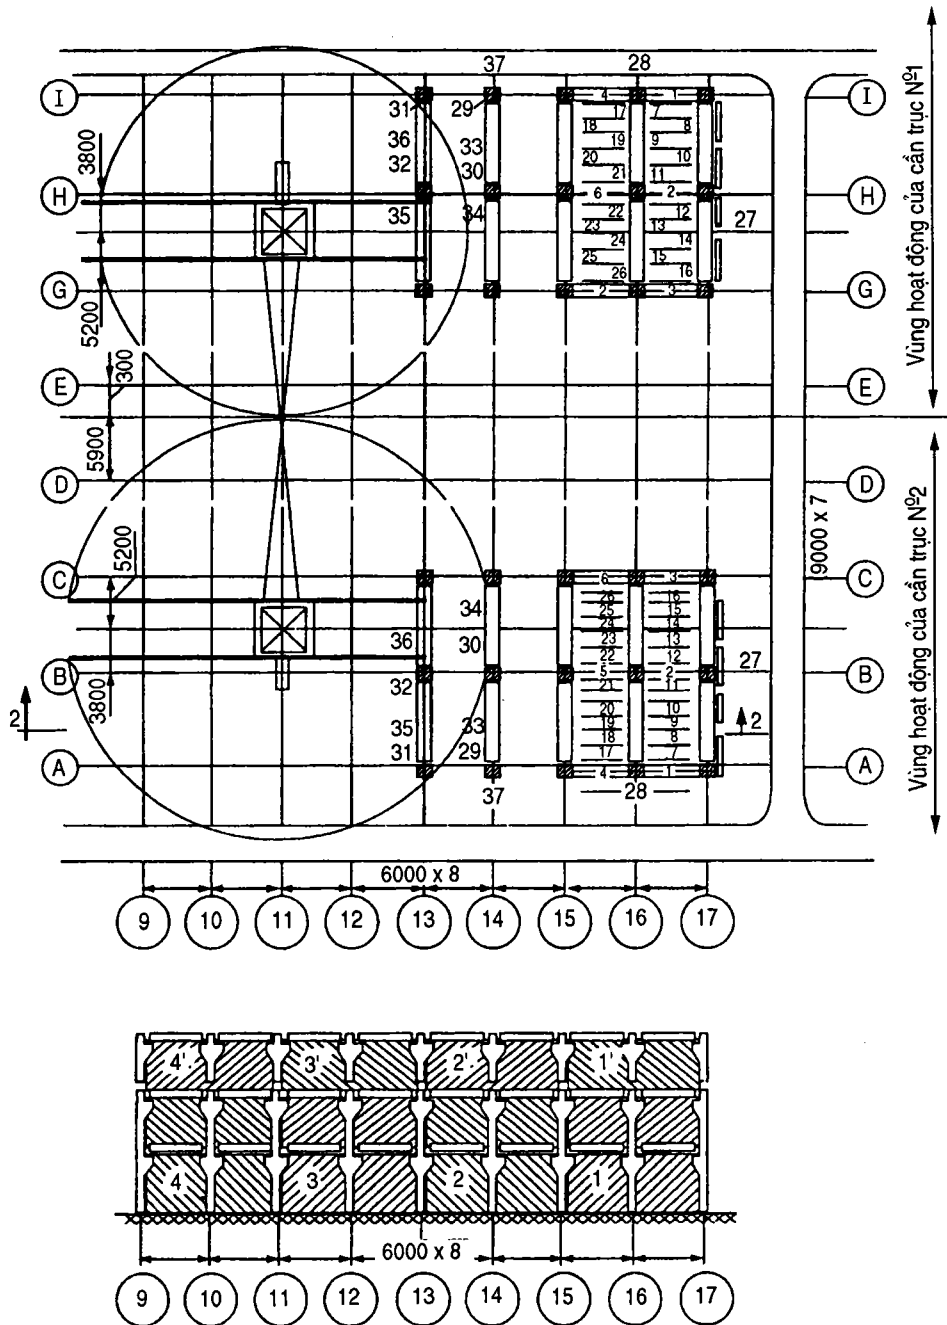 37 28
I 31 29 4 1 I
17 7
18 8
36 33 19 9
3800
32 30 20 10
21 11
H 6 2 H
35 34 22 12
23 13 27
24 14
25 15
26 16
G 2 3 G
5200
300
E E
5900
D D
Vùng hoạt động của cần trục Nº1
Vùng hoạt động của cần trục Nº2
9000 x 7
5200
C 6 3 C
26 16
34 25 15
24 14
36 30 23 13
22 12 27
B 5 2 B
32 21 11
3800
2 20 10 2
35 33 19 9
18 8
31 29 17 7
A 4 1 A
37 28
6000 x 8
9 10 11 12 13 14 15 16 17
4' 3' 2' 1'
4 3 2 1
6000 x 8
9 10 11 12 13 14 15 16 17